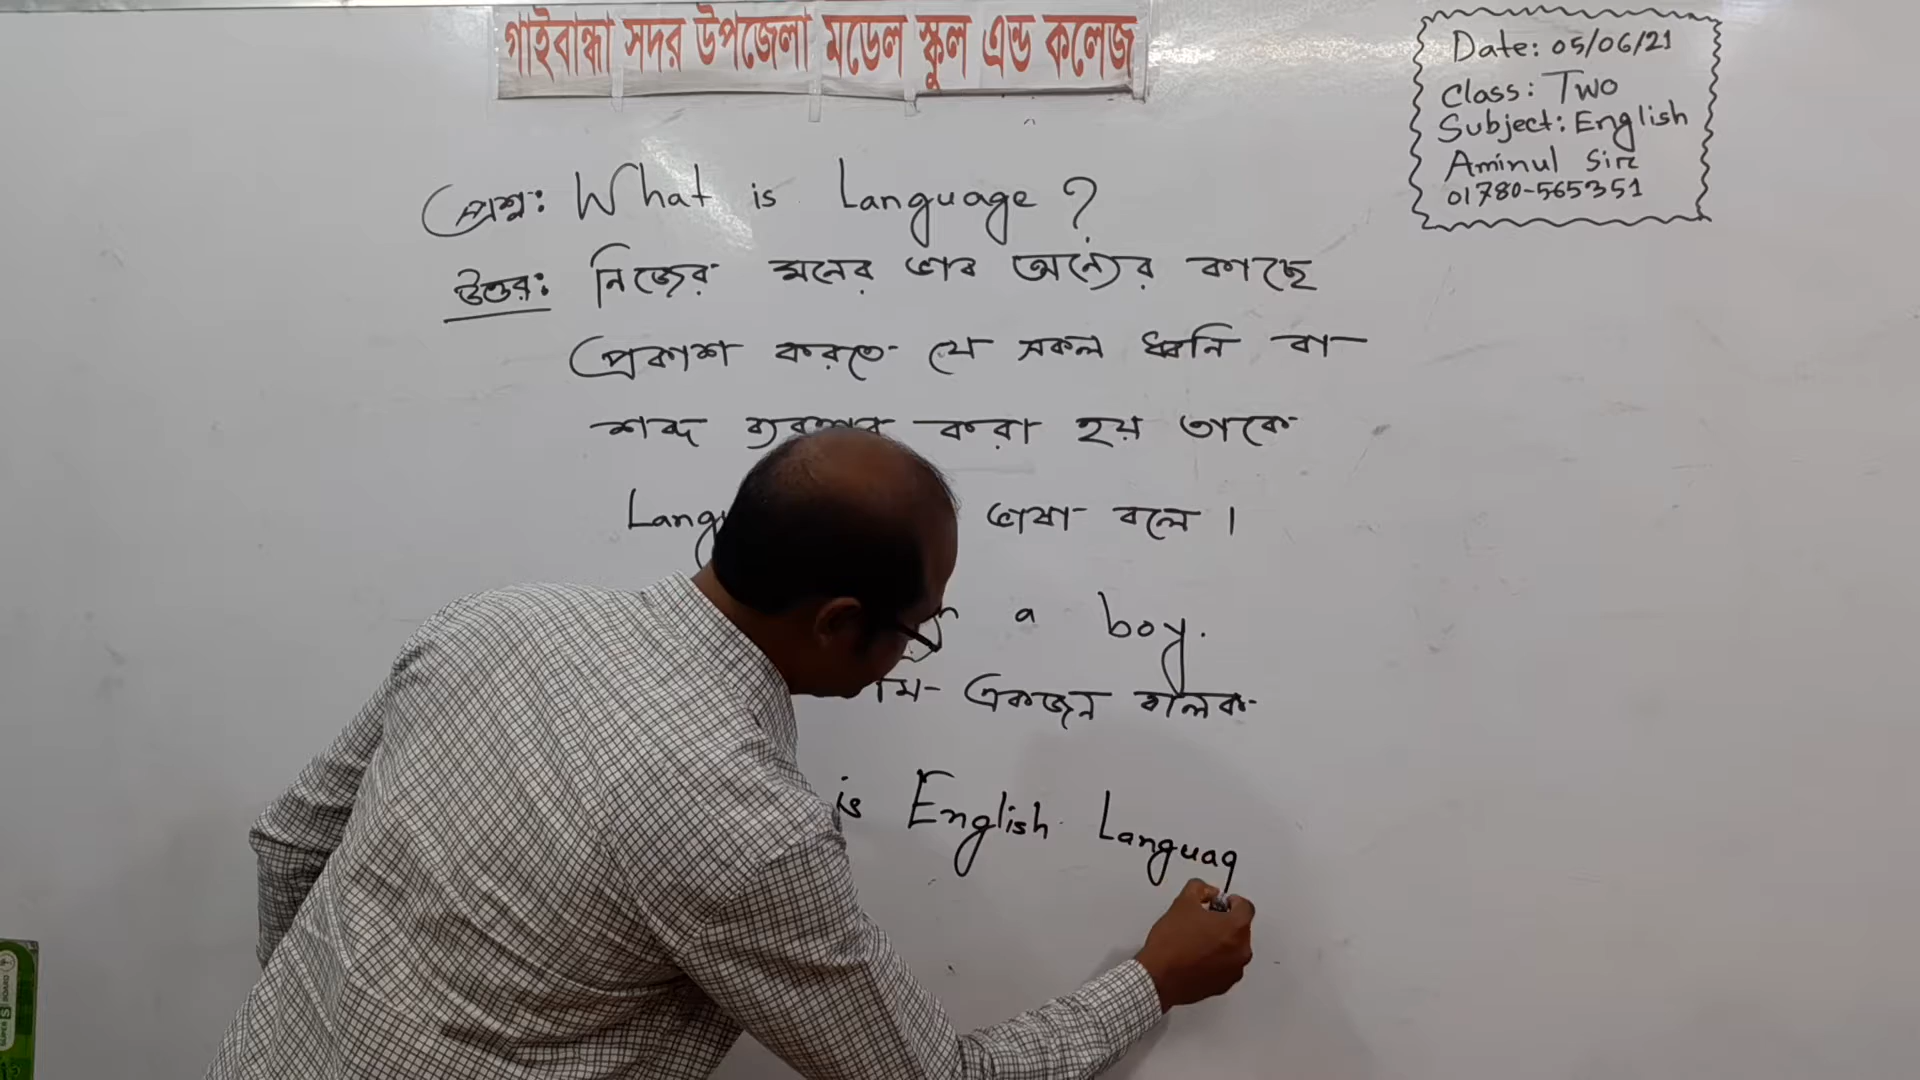 গাইবান্ধা সদর উপজেলা মডেল স্কুল এন্ড কলেজ
Date: 05/06/21
Class: Two
Subject: English
Aminul Sir
01780-565351
প্রশ্ন: What is Language?
উত্তর: নিজের মনের ভাব অন্যের কাছে
প্রকাশ করতে যে সকল ধ্বনি বা
শব্দ ব্যবহার করা হয় তাকে
Lang ভাষা বলে।
a boy.
একজন বালক
is English Languag